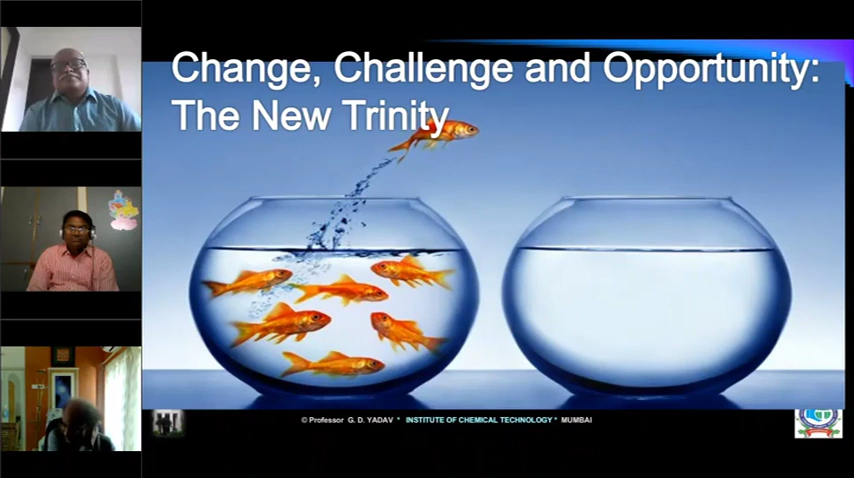 Change, Challenge and Opportunity:
The New Trinity
© Professor G. D. YADAV * INSTITUTE OF CHEMICAL TECHNOLOGY * MUMBAI